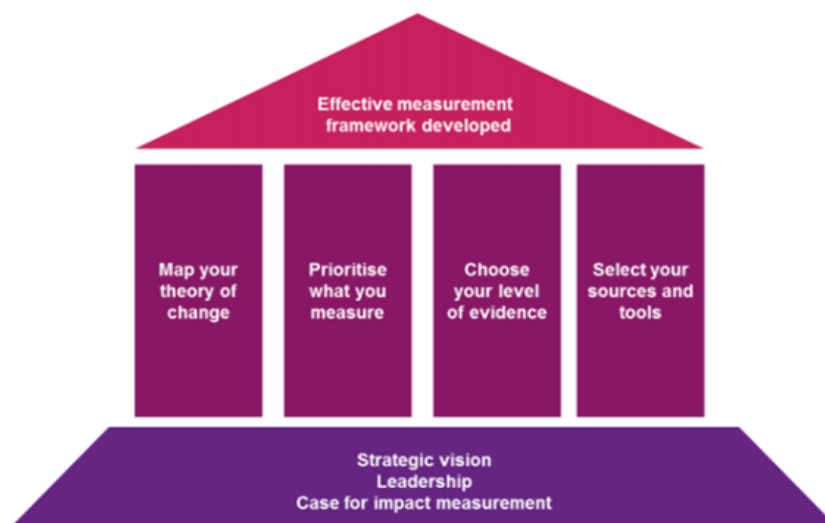 Effective measurement
framework developed
Map your
theory of
change
Prioritise
what you
measure
Choose
your level
of evidence
Select your
sources and
tools
Strategic vision
Leadership
Case for impact measurement